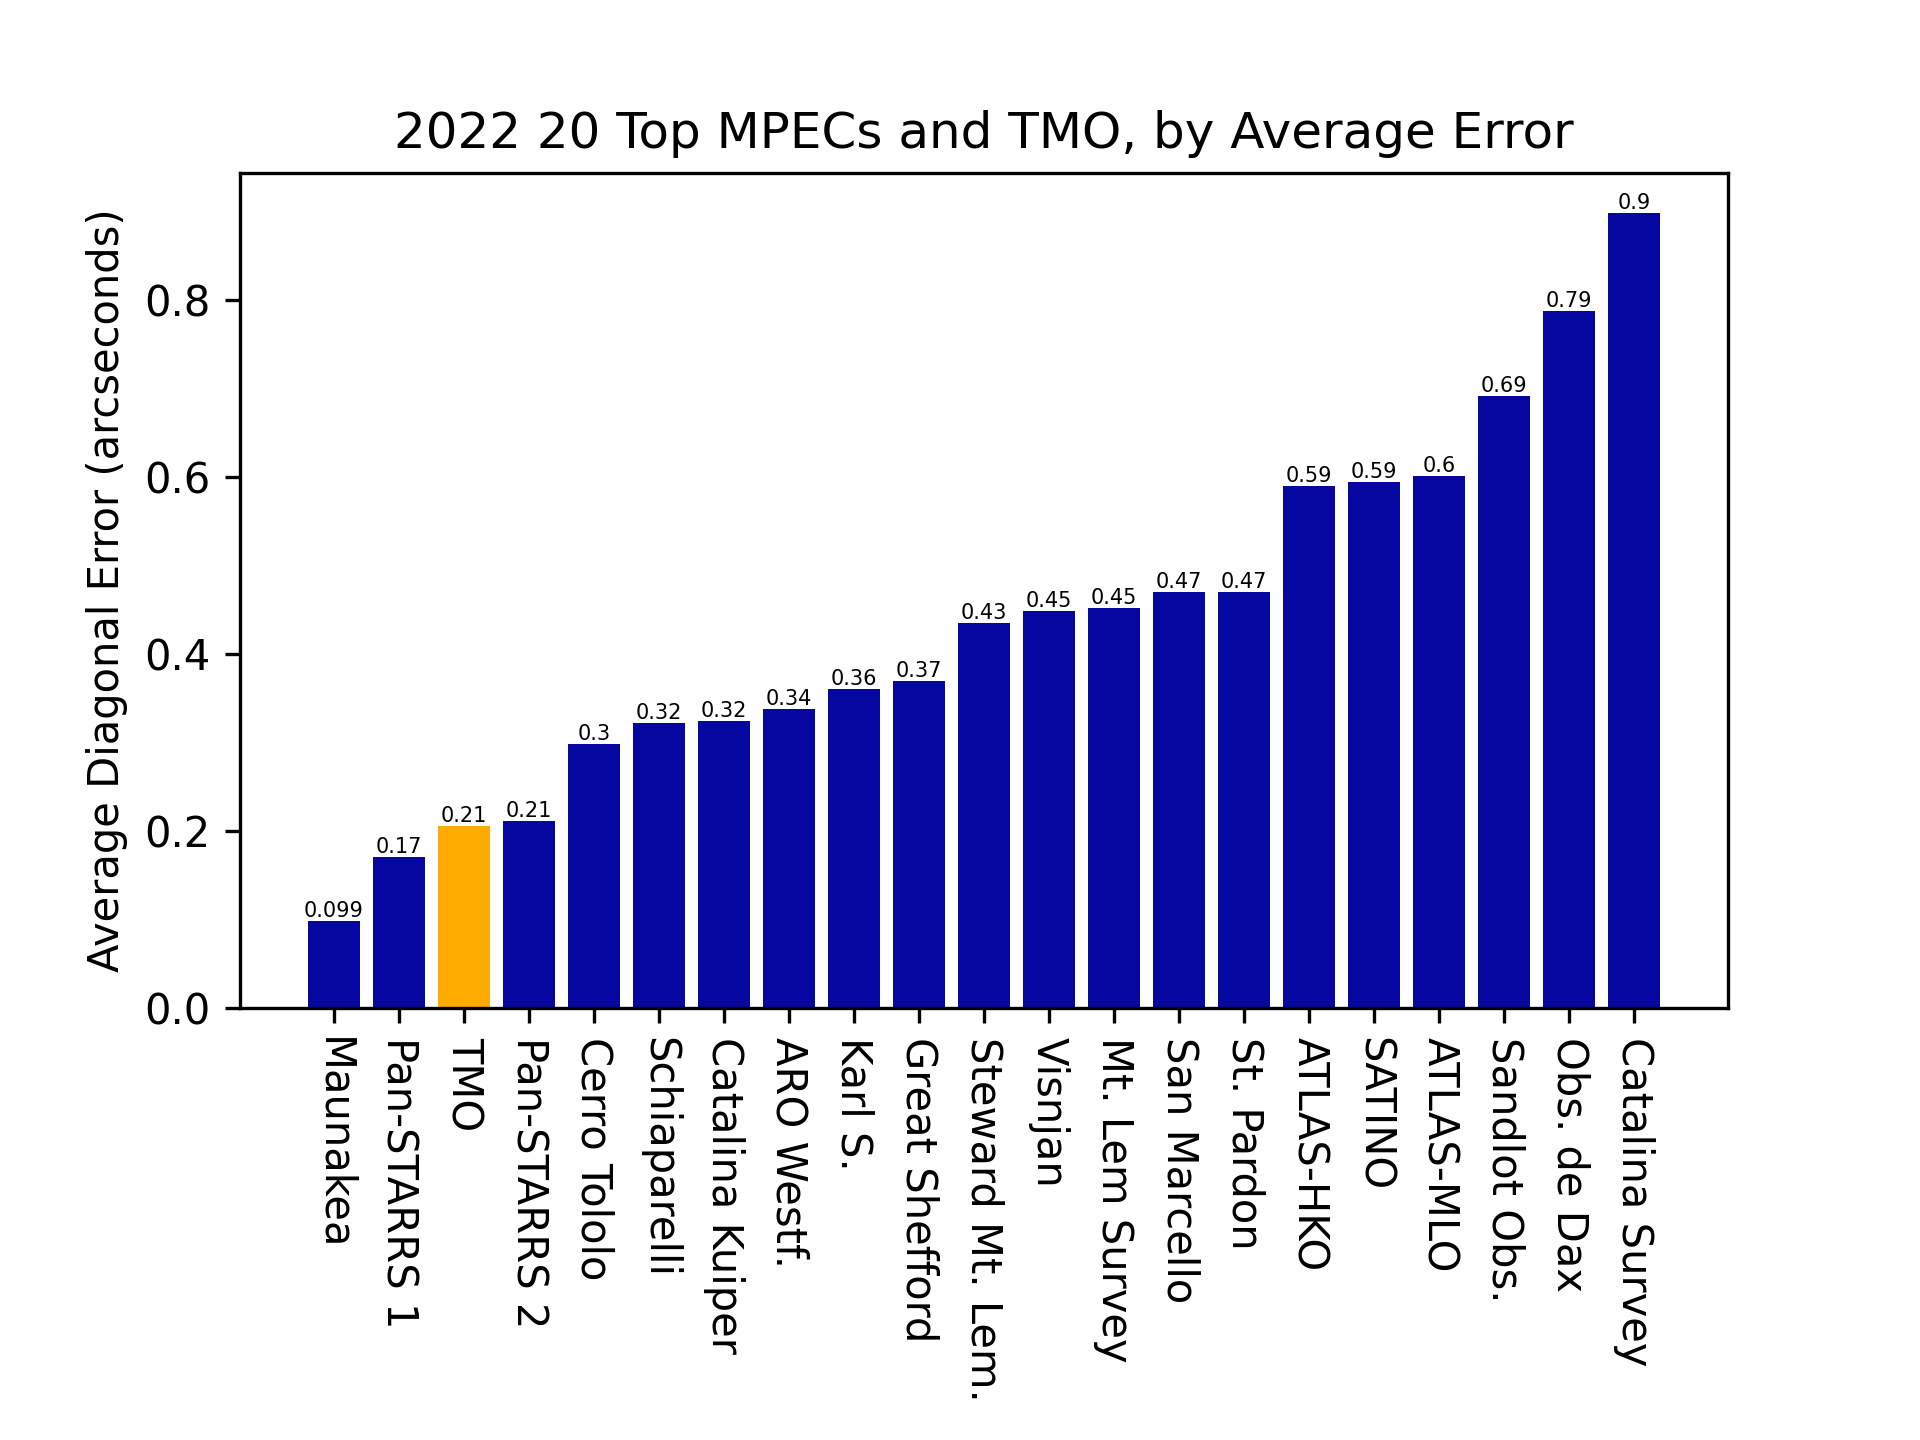 2022 20 Top MPECs and TMO, by Average Error
Average Diagonal Error (arcseconds)
0.8
0.6
0.4
0.2
0.0
0.099
0.17
0.21
0.21
0.3
0.32
0.32
0.34
0.36
0.37
0.43
0.45
0.45
0.47
0.47
0.59
0.59
0.6
0.69
0.79
0.9
Maunakea
Pan-STARRS 1
TMO
Pan-STARRS 2
Cerro Tololo
Schiaparelli
Catalina Kuiper
ARO Westf.
Karl S.
Great Shefford
Steward Mt. Lem.
Visnjan
Mt. Lem Survey
San Marcello
St. Pardon
ATLAS-HKO
SATINO
ATLAS-MLO
Sandlot Obs.
Obs. de Dax
Catalina Survey